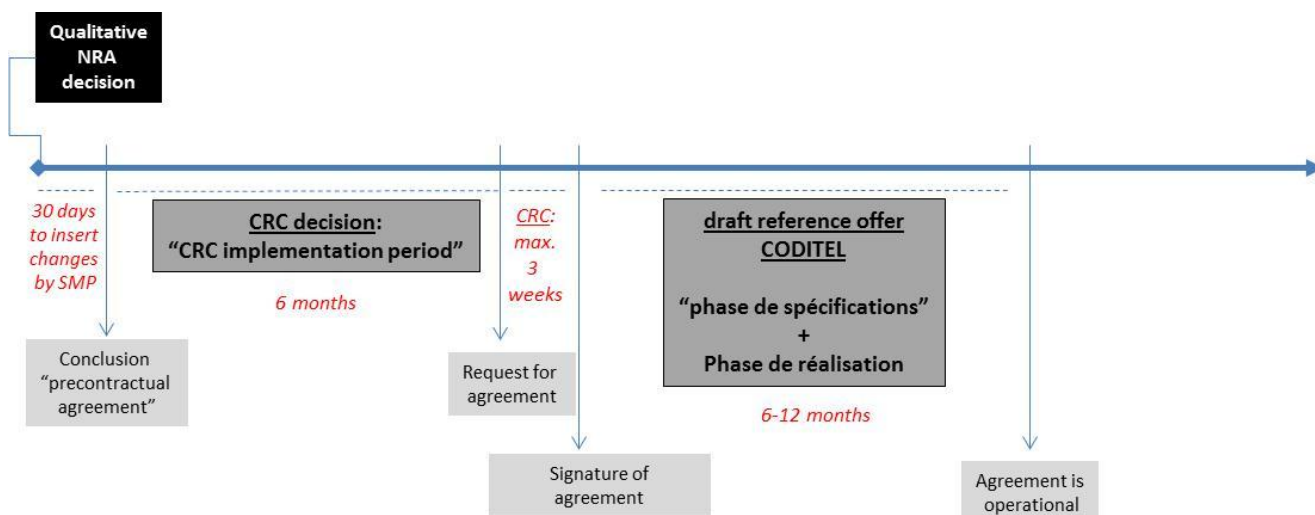 Qualitative
NRA
decision
30 days
to insert
changes
by SMP
CRC decision:
“CRC implementation period”
6 months
CRC:
max.
3
weeks
draft reference offer
CODITEL
“phase de spécifications”
+
Phase de réalisation
6-12 months
Conclusion
“precontractual
agreement”
Request for
agreement
Signature of
agreement
Agreement is
operational